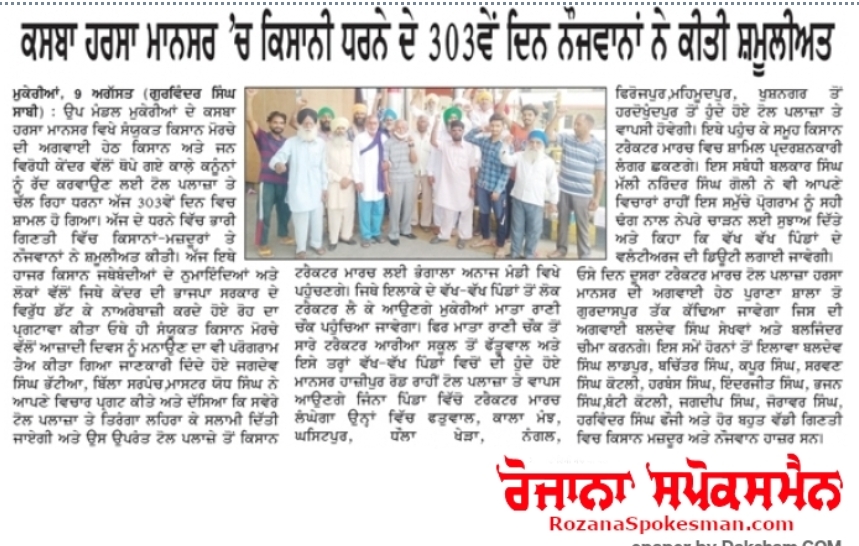 ਕਸਬਾ ਹਰਸਾ ਮਾਨਸਰ ’ਚ ਕਿਸਾਨੀ ਧਰਨੇ ਦੇ 303ਵੇਂ ਦਿਨ ਨੌਜਵਾਨਾਂ ਨੇ ਕੀਤੀ ਸ਼ਮੂਲੀਅਤ
ਮੁਕੇਰੀਆਂ, 9 ਅਗੱਸਤ (ਗੁਰਵਿੰਦਰ ਸਿੰਘ
ਸਾਬੀ) : ਉਪ ਮੰਡਲ ਮੁਕੇਰੀਆਂ ਦੇ ਕਸਬਾ
ਹਰਸਾ ਮਾਨਸਰ ਵਿਖੇ ਸੰਯੁਕਤ ਕਿਸਾਨ ਮੋਰਚੇ
ਦੀ ਅਗਵਾਈ ਹੇਠ ਕਿਸਾਨ ਅਤੇ ਜਨ
ਵਿਰੋਧੀ ਕੇਂਦਰ ਵੱਲੋਂ ਥੋਪੇ ਗਏ ਕਾਲੇ ਕਨੂੰਨਾਂ
ਨੂੰ ਰੱਦ ਕਰਵਾਉਣ ਲਈ ਟੋਲ ਪਲਾਜ਼ਾ ਤੇ
ਚੱਲ ਰਿਹਾ ਧਰਨਾ ਅੱਜ 303ਵੇਂ ਦਿਨ ਵਿਚ
ਸ਼ਾਮਲ ਹੋ ਗਿਆ। ਅੱਜ ਦੇ ਧਰਨੇ ਵਿੱਚ ਭਾਰੀ
ਗਿਣਤੀ ਵਿੱਚ ਕਿਸਾਨਾਂ-ਮਜ਼ਦੂਰਾਂ ਤੇ
ਨੌਜਵਾਨਾਂ ਨੇ ਸ਼ਮੂਲੀਅਤ ਕੀਤੀ। ਅੱਜ ਇਥੇ
ਹਾਜਰ ਕਿਸਾਨ ਜਥੇਬੰਦੀਆਂ ਦੇ ਨੁਮਾਇੰਦਿਆਂ ਅਤੇ
ਲੋਕਾਂ ਵੱਲੋਂ ਜਿਥੇ ਕੇਂਦਰ ਦੀ ਭਾਜਪਾ ਸਰਕਾਰ ਦੇ
ਵਿਰੁੱਧ ਡੱਟ ਕੇ ਨਾਅਰੇਬਾਜ਼ੀ ਕਰਦੇ ਹੋਏ ਰੋਹ ਦਾ
ਪ੍ਰਗਟਾਵਾ ਕੀਤਾ ਓਥੇ ਹੀ ਸੰਯੁਕਤ ਕਿਸਾਨ ਮੋਰਚੇ
ਵੱਲੋਂ ਆਜ਼ਾਦੀ ਦਿਵਸ ਨੂੰ ਮਨਾਉਣ ਦਾ ਵੀ ਪਰੋਗਰਾਮ
ਤੈਅ ਕੀਤਾ ਗਿਆ ਜਾਣਕਾਰੀ ਦਿੰਦੇ ਹੋਏ ਜਗਦੇਵ
ਸਿੰਘ ਭੱਟੀਆ, ਬਿੱਲਾ ਸਰਪੰਚ,ਮਾਸਟਰ ਯੋਧ ਸਿੰਘ ਨੇ
ਆਪਣੇ ਵਿਚਾਰ ਪ੍ਰਗਟ ਕੀਤੇ ਅਤੇ ਦੱਸਿਆ ਕਿ ਸਵੇਰੇ
ਟੋਲ ਪਲਾਜ਼ਾ ਤੇ ਤਿਰੰਗਾ ਲਹਿਰਾ ਕੇ ਸਲਾਮੀ ਦਿੱਤੀ
ਜਾਏਗੀ ਅਤੇ ਉਸ ਉਪਰੰਤ ਟੋਲ ਪਲਾਜ਼ੇ ਤੋਂ ਕਿਸਾਨ
ਟਰੈਕਟਰ ਮਾਰਚ ਲਈ ਭੰਗਾਲਾ ਅਨਾਜ ਮੰਡੀ ਵਿਖੇ
ਪਹੁੰਚਣਗੇ। ਜਿਥੇ ਇਲਾਕੇ ਦੇ ਵੱਖ-ਵੱਖ ਪਿੰਡਾਂ ਤੋਂ ਲੋਕ
ਟਰੈਕਟਰ ਲੈ ਕੇ ਆਉਣਗੇ ਮੁਕੇਰੀਆਂ ਮਾਤਾ ਰਾਣੀ
ਚੌਕ ਪਹੁੰਚਿਆ ਜਾਵੇਗਾ। ਫਿਰ ਮਾਤਾ ਰਾਣੀ ਚੌਕ ਤੋਂ
ਸਾਰੇ ਟਰੈਕਟਰ ਆਰੀਆ ਸਕੂਲ ਤੋਂ ਫੱਤੂਵਾਲ ਅਤੇ
ਇਸੇ ਤਰ੍ਹਾਂ ਵੱਖ-ਵੱਖ ਪਿੰਡਾਂ ਵਿਚੋਂ ਦੀ ਹੁੰਦੇ ਹੋਏ
ਮਾਨਸਰ ਹਾਜ਼ੀਪੁਰ ਰੋਡ ਰਾਹੀਂ ਟੋਲ ਪਲਾਜ਼ਾ ਤੇ ਵਾਪਸ
ਆਉਣਗੇ ਜਿੰਨਾ ਪਿੰਡਾ ਵਿੱਚੋਂ ਟਰੈਕਟਰ ਮਾਰਚ
ਲੰਘੇਗਾ ਉਨ੍ਹਾਂ ਵਿੱਚ ਫਤੂਵਾਲ, ਕਾਲਾ ਮੰਝ,
ਘਸਿਟਪੁਰ, ਧੌਲਾ ਖੇੜਾ, ਨੰਗਲ,
ਫਿਰੋਜਪੁਰ,ਮਹਿਮੂਦਪੁਰ, ਖੁਸ਼ਨਗਰ ਤੋਂ
ਹਰਦੋਖੁੰਦਪੁਰ ਤੋਂ ਹੁੰਦੇ ਹੋਏ ਟੋਲ ਪਲਾਜ਼ਾ ਤੇ
ਵਾਪਸੀ ਹੋਵੇਗੀ। ਇਥੇ ਪਹੁੰਚ ਕੇ ਸਮੂਹ ਕਿਸਾਨ
ਟਰੈਕਟਰ ਮਾਰਚ ਵਿਚ ਸ਼ਾਮਿਲ ਪ੍ਰਦਰਸ਼ਨਕਾਰੀ
ਲੰਗਰ ਛਕਣਗੇ। ਇਸ ਸਬੰਧੀ ਬਲਕਾਰ ਸਿੰਘ
ਮੱਲੀ ਨਰਿੰਦਰ ਸਿੰਘ ਗੋਲੀ ਨੇ ਵੀ ਆਪਣੇ
ਵਿਚਾਰਾਂ ਰਾਹੀਂ ਇਸ ਸਮੁੱਚੇ ਪ੍ਰੋਗਰਾਮ ਨੂੰ ਸਹੀ
ਢੰਗ ਨਾਲ ਨੇਪਰੇ ਚਾੜਨ ਲਈ ਸੁਝਾਅ ਦਿੱਤੇ
ਅਤੇ ਕਿਹਾ ਕਿ ਵੱਖ ਵੱਖ ਪਿੰਡਾਂ ਦੇ
ਵਲੰਟੀਅਰਜ਼ ਦੀ ਡਿਊਟੀ ਲਗਾਈ ਜਾਵੇਗੀ।
ਓਸੇ ਦਿਨ ਦੂਸਰਾ ਟਰੈਕਟਰ ਮਾਰਚ ਟੋਲ ਪਲਾਜ਼ਾ ਹਰਸਾ
ਮਾਨਸਰ ਦੀ ਅਗਵਾਈ ਹੇਠ ਪੁਰਾਣਾ ਸ਼ਾਲਾ ਤੋਂ
ਗੁਰਦਾਸਪੁਰ ਤੱਕ ਕੱਢਿਆ ਜਾਵੇਗਾ ਜਿਸ ਦੀ
ਅਗਵਾਈ ਬਲਦੇਵ ਸਿੰਘ ਸੇਖਵਾਂ ਅਤੇ ਬਲਜਿੰਦਰ
ਚੀਮਾ ਕਰਨਗੇ। ਇਸ ਸਮੇਂ ਹੋਰਨਾਂ ਤੋਂ ਇਲਾਵਾ ਬਲਦੇਵ
ਸਿੰਘ ਲਾਡਪੁਰ, ਬਚਿੱਤਰ ਸਿੰਘ, ਕਪੂਰ ਸਿੰਘ, ਸਰਵਣ
ਸਿੰਘ ਕੋਟਲੀ, ਹਰਬੰਸ ਸਿੰਘ, ਇੰਦਰਜੀਤ ਸਿੰਘ, ਭਜਨ
ਸਿੰਘ,ਬੰਟੀ ਕੋਟਲੀ, ਜਗਦੀਪ ਸਿੰਘ, ਜੋਰਾਵਰ ਸਿੰਘ,
ਹਰਵਿੰਦਰ ਸਿੰਘ ਫੌਜੀ ਅਤੇ ਹੋਰ ਬਹੁਤ ਵੱਡੀ ਗਿਣਤੀ
ਵਿਚ ਕਿਸਾਨ ਮਜ਼ਦੂਰ ਅਤੇ ਨੌਜਵਾਨ ਹਾਜ਼ਰ ਸਨ।
ਰੋਜ਼ਾਨਾ ਸਪੋਕਸਮੈਨ
RozanaSpokesman.com